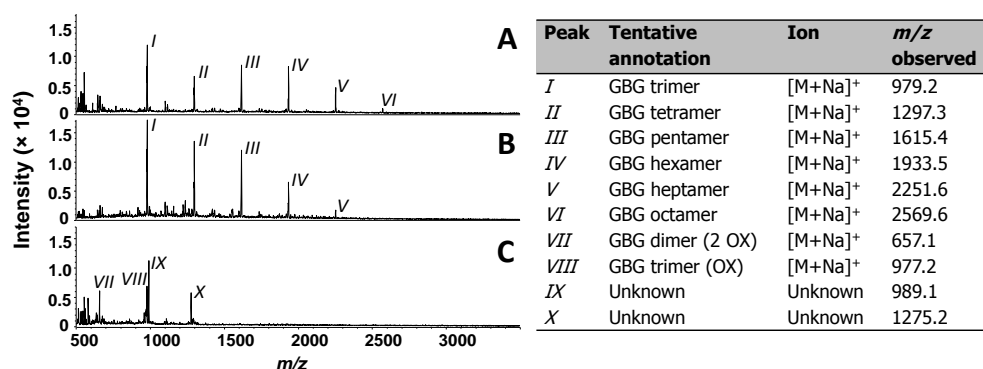 Intensity (× 10⁴)
1.5
1.0
0.5
0
A
I
II
III
IV
V
VI
1.5
1.0
0.5
0
B
I
II
III
IV
V
1.5
1.0
0.5
0
C
VII
VIII
IX
X
500 1000 1500 2000 2500 3000
m/z
Peak Tentative annotation Ion m/z observed
I GBG trimer [M+Na]⁺ 979.2
II GBG tetramer [M+Na]⁺ 1297.3
III GBG pentamer [M+Na]⁺ 1615.4
IV GBG hexamer [M+Na]⁺ 1933.5
V GBG heptamer [M+Na]⁺ 2251.6
VI GBG octamer [M+Na]⁺ 2569.6
VII GBG dimer (2 OX) [M+Na]⁺ 657.1
VIII GBG trimer (OX) [M+Na]⁺ 977.2
IX Unknown Unknown 989.1
X Unknown Unknown 1275.2